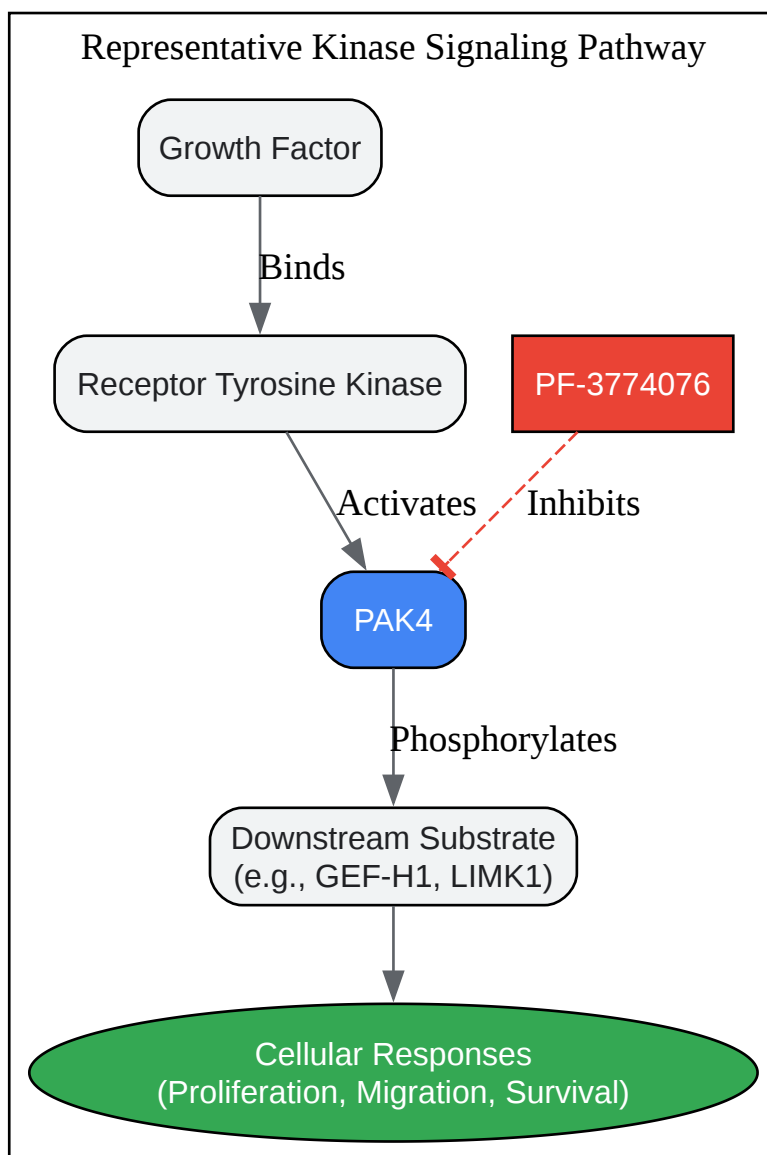 Representative Kinase Signaling Pathway
Growth Factor
Binds
Receptor Tyrosine Kinase
PF-3774076
Activates
Inhibits
PAK4
Phosphorylates
Downstream Substrate
(e.g., GEF-H1, LIMK1)
Cellular Responses
(Proliferation, Migration, Survival)